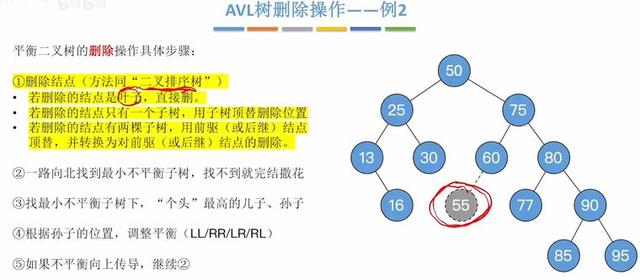 AVL树删除操作——例2
平衡二叉树的删除操作具体步骤：
①删除结点（方法同“二叉排序树”）
• 若删除的结点是叶子，直接删。
• 若删除的结点只有一个子树，用子树顶替删除位置
• 若删除的结点有两棵子树，用前驱（或后继）结点
顶替，并转换为对前驱（或后继）结点的删除。
②一路向北找到最小不平衡子树，找不到就完结撒花
③找最小不平衡子树下，“个头”最高的儿子、孙子
④根据孙子的位置，调整平衡（LL/RR/LR/RL）
⑤如果不平衡向上传导，继续②
50
25 75
13 30 60 80
16 55 77 90
85 95